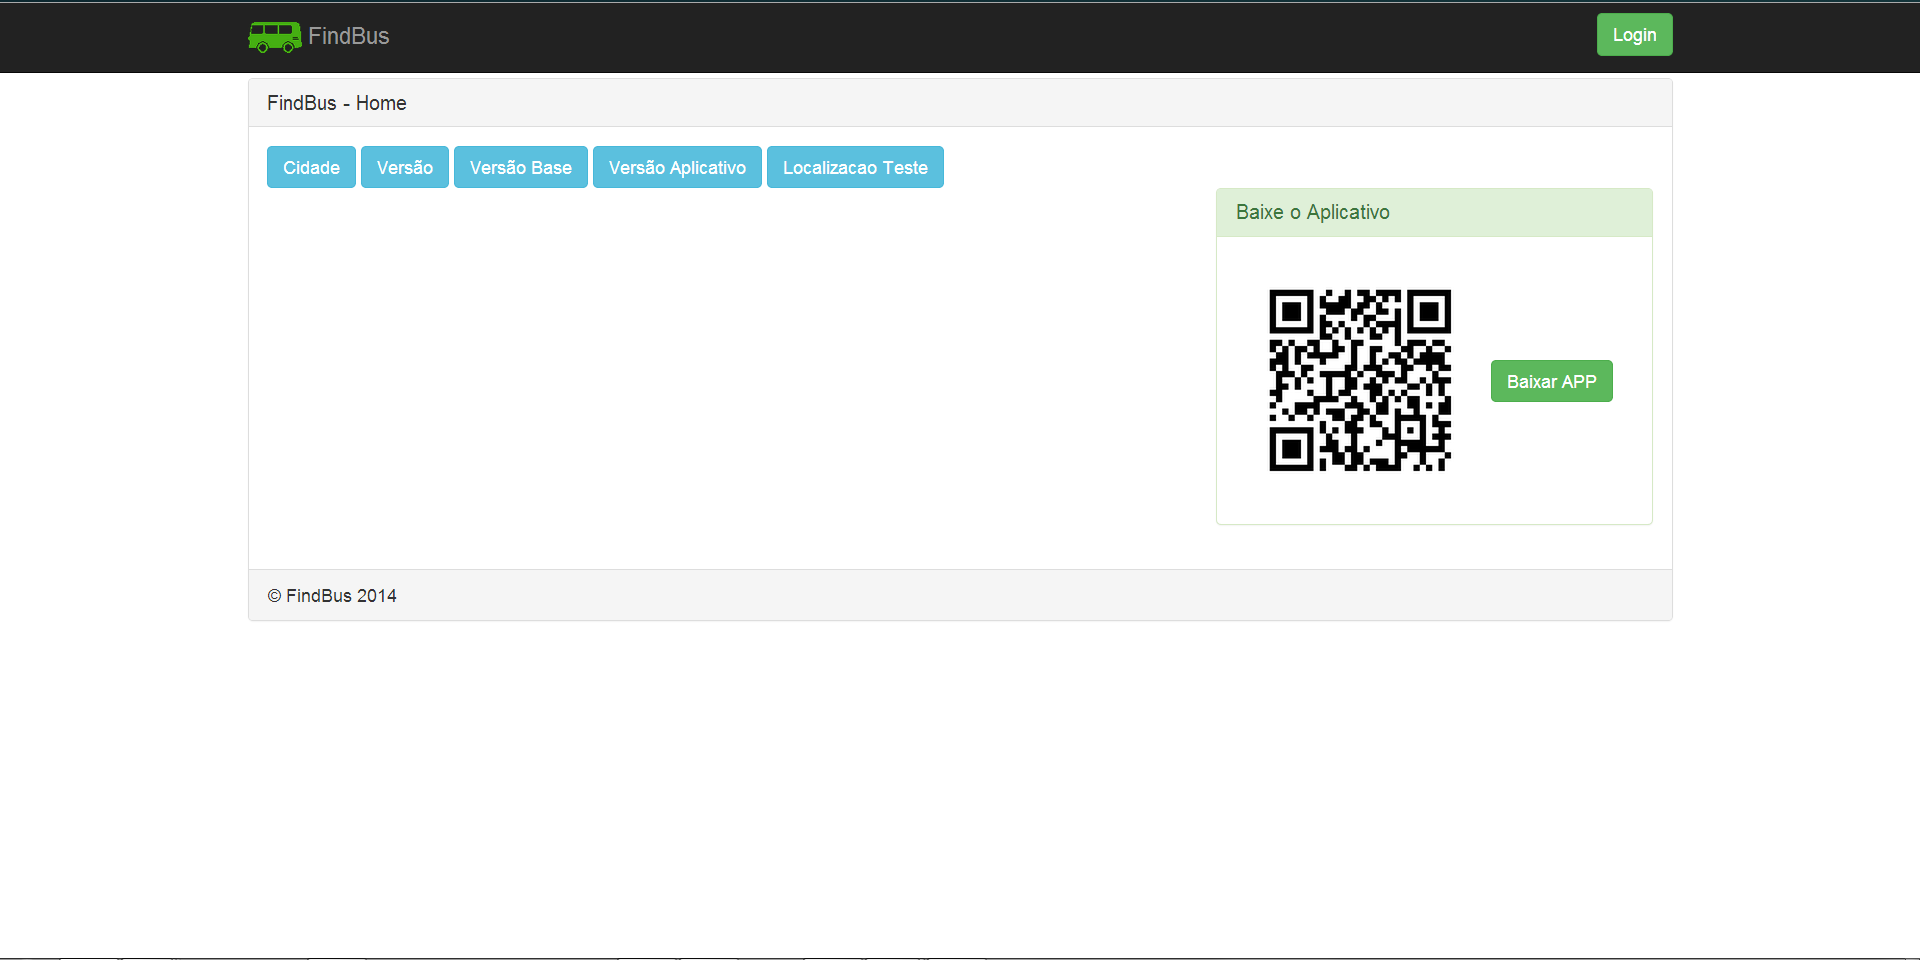 FindBus
Login
FindBus - Home
Cidade Versão Versão Base Versão Aplicativo Localizacao Teste
Baixe o Aplicativo
Baixar APP
© FindBus 2014